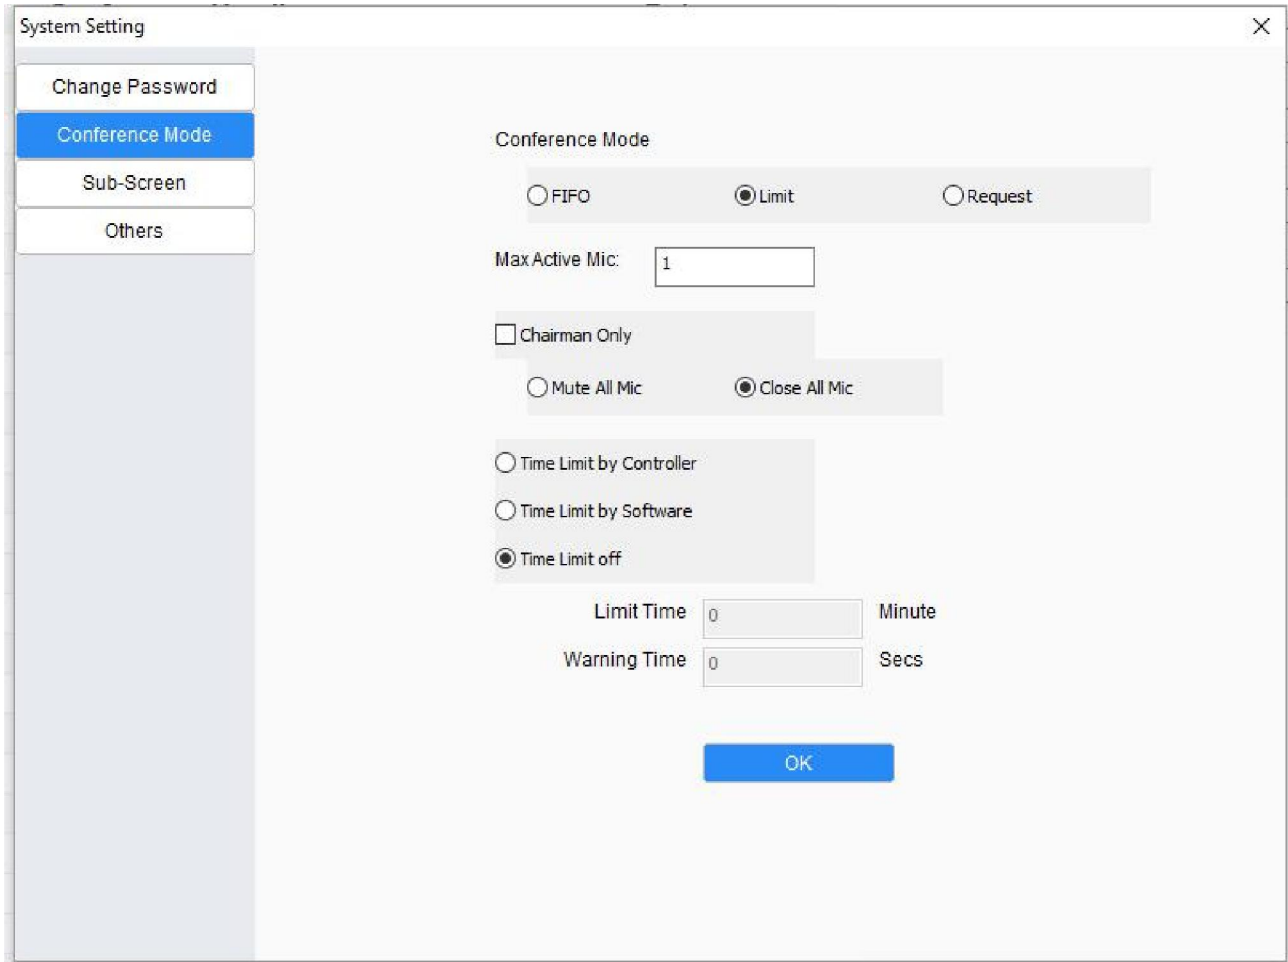 System Setting
Change Password
Conference Mode
Sub-Screen
Others
Conference Mode
FIFO Limit Request
Max Active Mic: 1
Chairman Only
Mute All Mic Close All Mic
Time Limit by Controller
Time Limit by Software
Time Limit off
Limit Time 0 Minute
Warning Time 0 Secs
OK